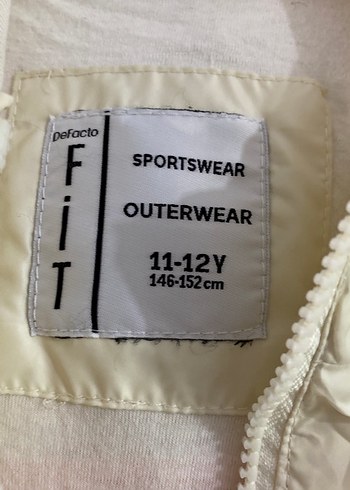 DeFacto
FiT
SPORTSWEAR
OUTERWEAR
11-12Y
146-152cm